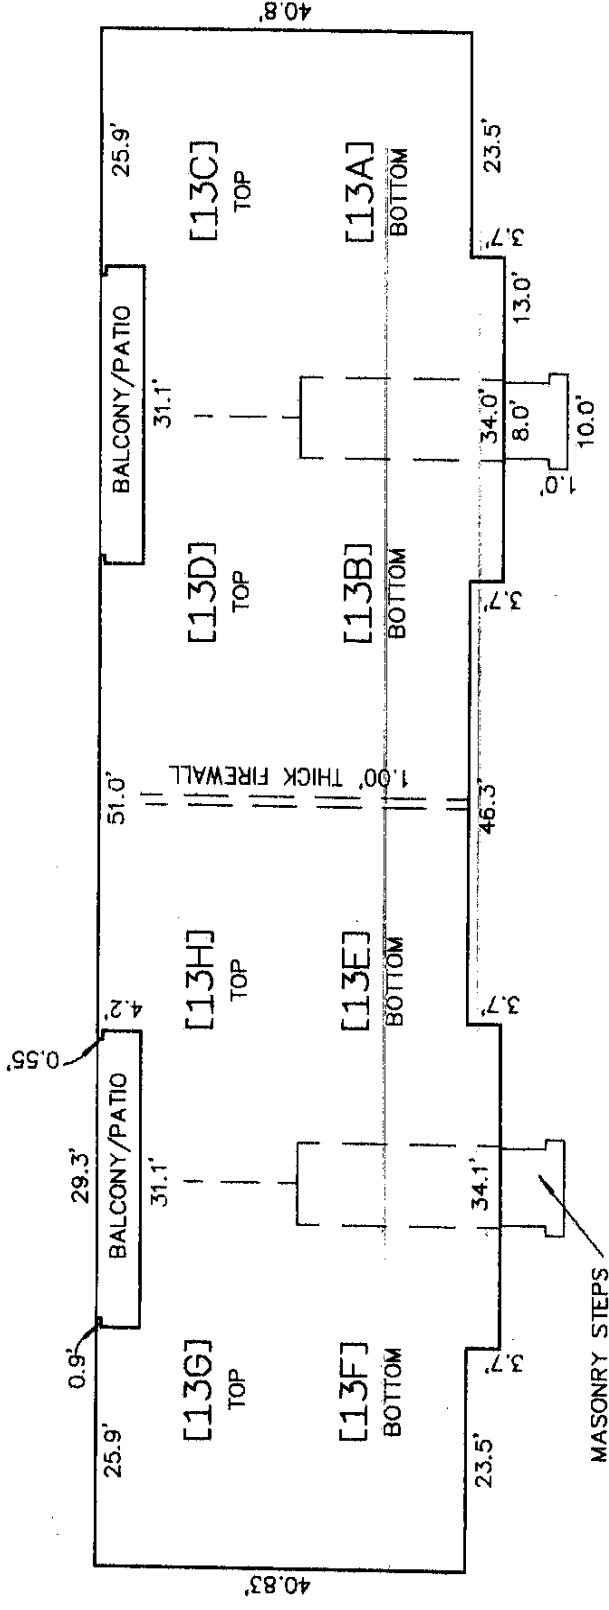 0.55'
25.9'
0.9'
29.3'
4.2'
51.0'
25.9'
BALCONY/PATIO
31.1'
BALCONY/PATIO
31.1'
40.83'
[13G]
TOP
[13H]
TOP
1.00' THICK FIREWALL
[13D]
TOP
[13C]
TOP
40.8'
[13F]
BOTTOM
[13E]
BOTTOM
[13B]
BOTTOM
[13A]
BOTTOM
23.5'
3.7'
34.1'
3.7'
46.3'
3.7'
34.0'
8.0'
13.0'
3.7'
23.5'
1.0'
10.0'
MASONRY STEPS